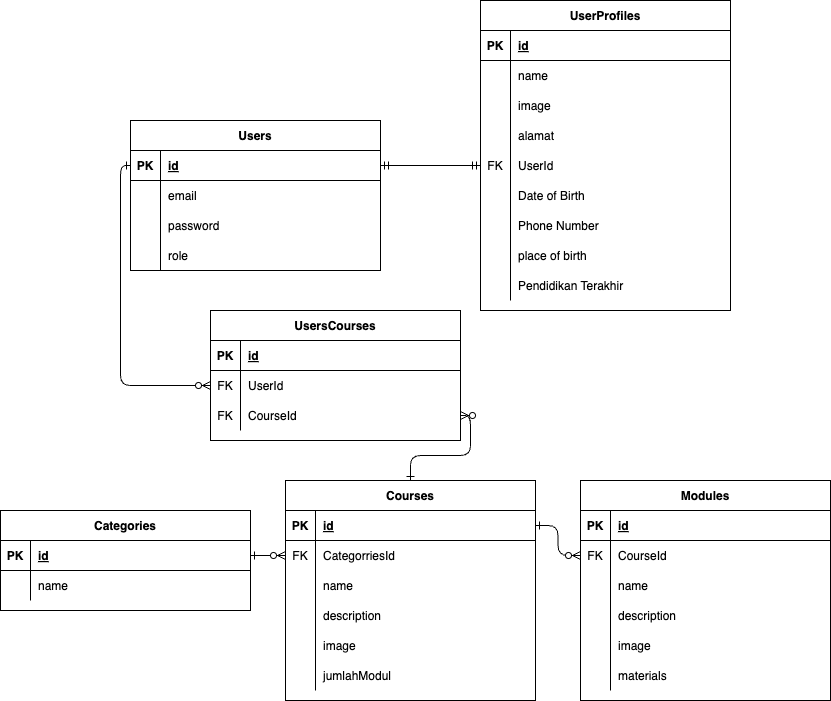 UserProfiles
PK id
name
image
alamat
FK UserId
Date of Birth
Phone Number
place of birth
Pendidikan Terakhir
Users
PK id
email
password
role
UsersCourses
PK id
FK UserId
FK CourseId
Categories
PK id
name
Courses
PK id
FK CategorriesId
name
description
image
jumlahModul
Modules
PK id
FK CourseId
name
description
image
materials